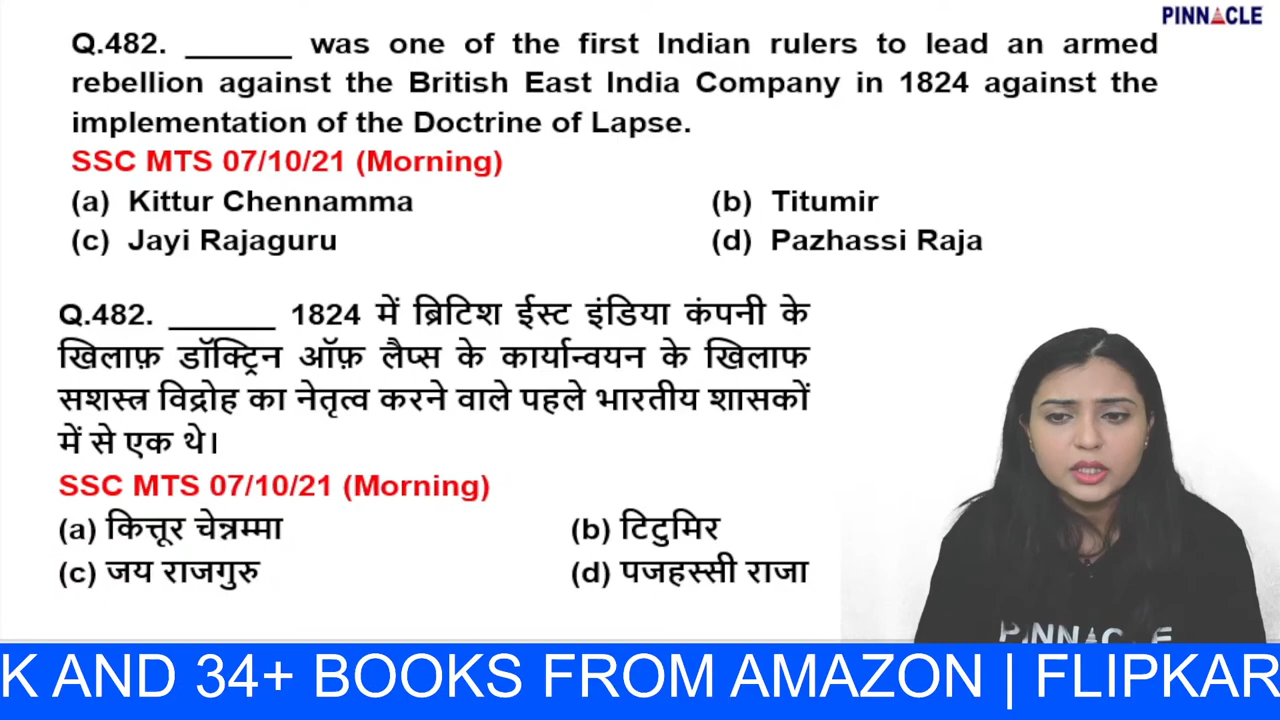 PINNACLE
Q.482. ______ was one of the first Indian rulers to lead an armed
rebellion against the British East India Company in 1824 against the
implementation of the Doctrine of Lapse.
SSC MTS 07/10/21 (Morning)
(a) Kittur Chennamma (b) Titumir
(c) Jayi Rajaguru (d) Pazhassi Raja
Q.482. ______ 1824 में ब्रिटिश ईस्ट इंडिया कंपनी के
खिलाफ़ डॉक्ट्रिन ऑफ़ लैप्स के कार्यान्वयन के खिलाफ
सशस्त्र विद्रोह का नेतृत्व करने वाले पहले भारतीय शासकों
में से एक थे।
SSC MTS 07/10/21 (Morning)
(a) कित्तूर चेन्नम्मा (b) टिटुमिर
(c) जय राजगुरु (d) पजहस्सी राजा
PINNACLE
K AND 34+ BOOKS FROM AMAZON | FLIPKAR